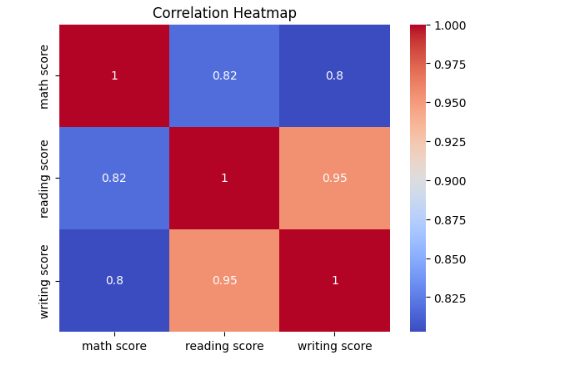 Correlation Heatmap
math score
1
0.82
0.8
reading score
0.82
1
0.95
writing score
0.8
0.95
1
math score
reading score
writing score
1.000
0.975
0.950
0.925
0.900
0.875
0.850
0.825